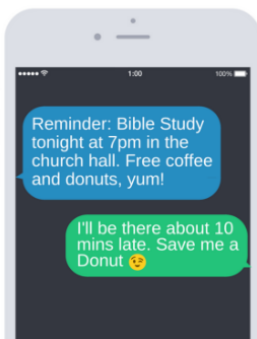 1:00
100%
Reminder: Bible Study
tonight at 7pm in the
church hall. Free coffee
and donuts, yum!
I'll be there about 10
mins late. Save me a
Donut 😉